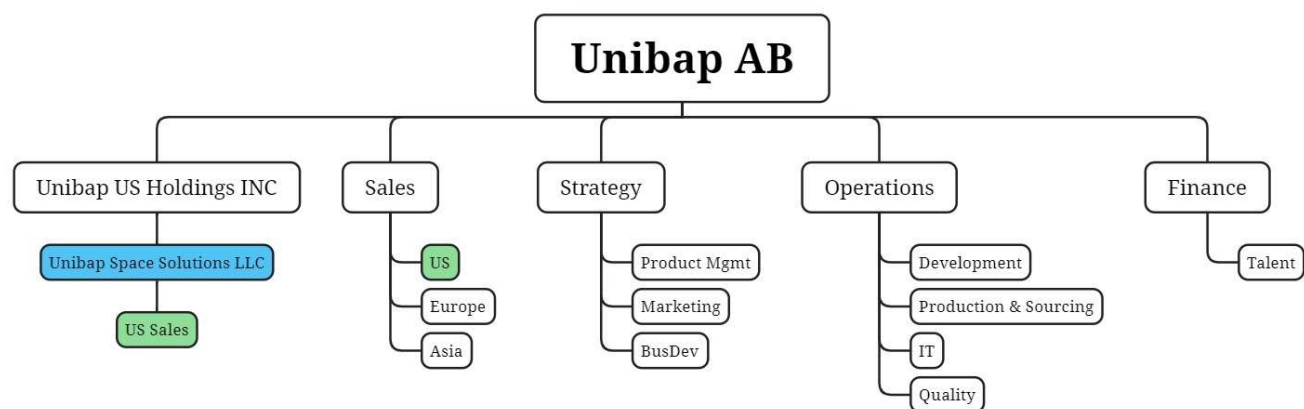 Unibap AB
Unibap US Holdings INC
Sales
Strategy
Operations
Finance
Unibap Space Solutions LLC
US
Product Mgmt
Development
Talent
US Sales
Europe
Marketing
Production & Sourcing
Asia
BusDev
IT
Quality